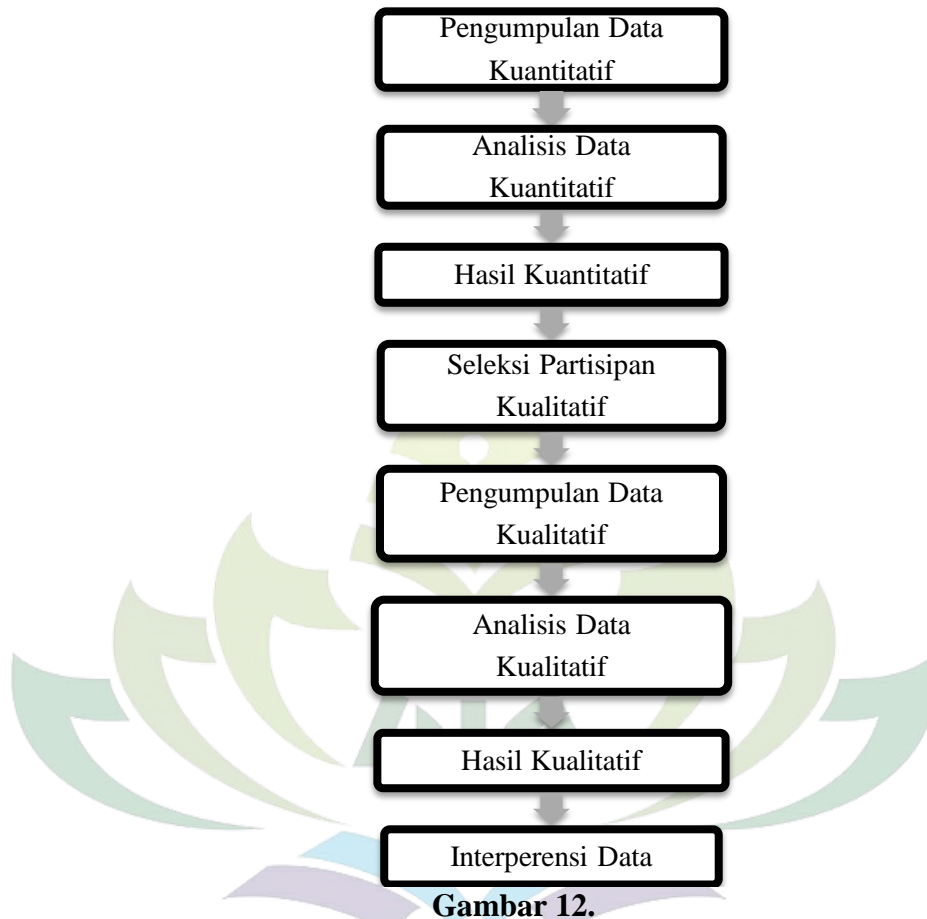 Pengumpulan Data
Kuantitatif
Analisis Data
Kuantitatif
Hasil Kuantitatif
Seleksi Partisipan
Kualitatif
Pengumpulan Data
Kualitatif
Analisis Data
Kualitatif
Hasil Kualitatif
Interperensi Data
Gambar 12.